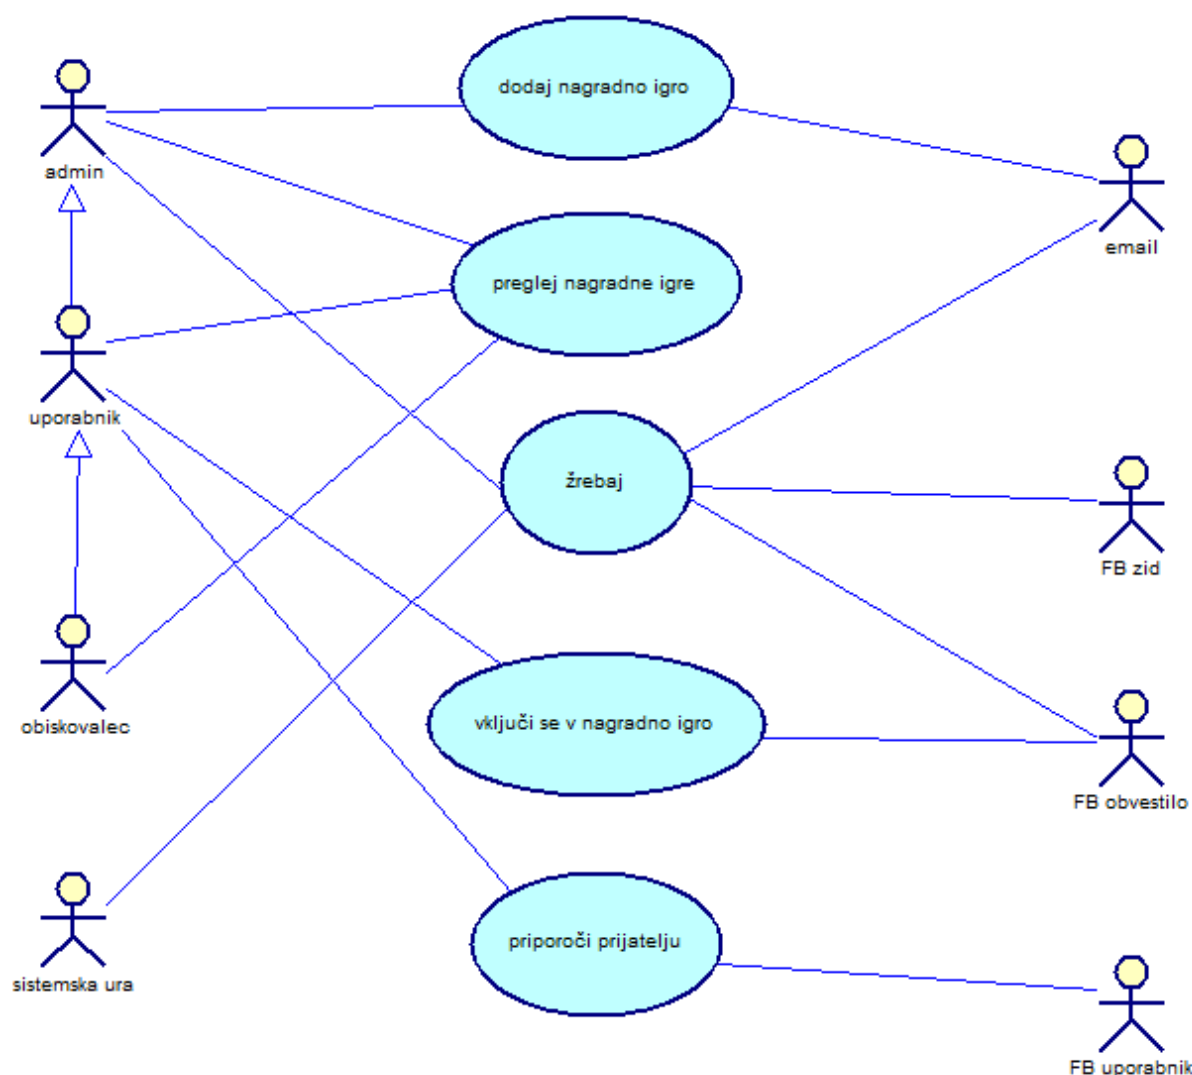 dodaj nagradno igro
admin
email
preglej nagradne igre
uporabnik
žrebaj
FB zid
obiskovalec
vključi se v nagradno igro
FB obvestilo
priporoči prijatelju
sistemska ura
FB uporabnik